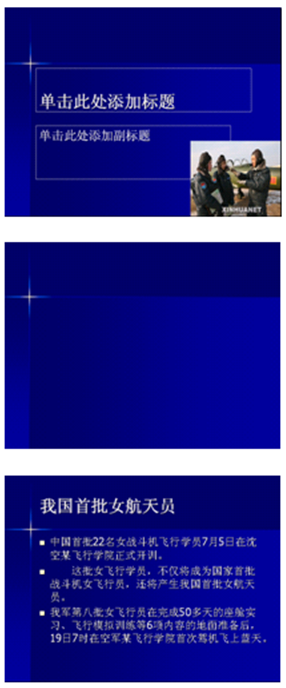 单击此处添加标题
单击此处添加副标题
XINHUANET
我国首批女航天员
中国首批22名女战斗机飞行学员7月5日在沈
空某飞行学院正式开训。
这批女飞行学员，不仅将成为国家首批
战斗机女飞行员，还将产生我国首批女航天
员。
我军第八批女飞行员在完成50多天的座舱实
习、飞行模拟训练等6项内容的地面准备后，
19日7时在空军某飞行学院首次驾机飞上蓝天。